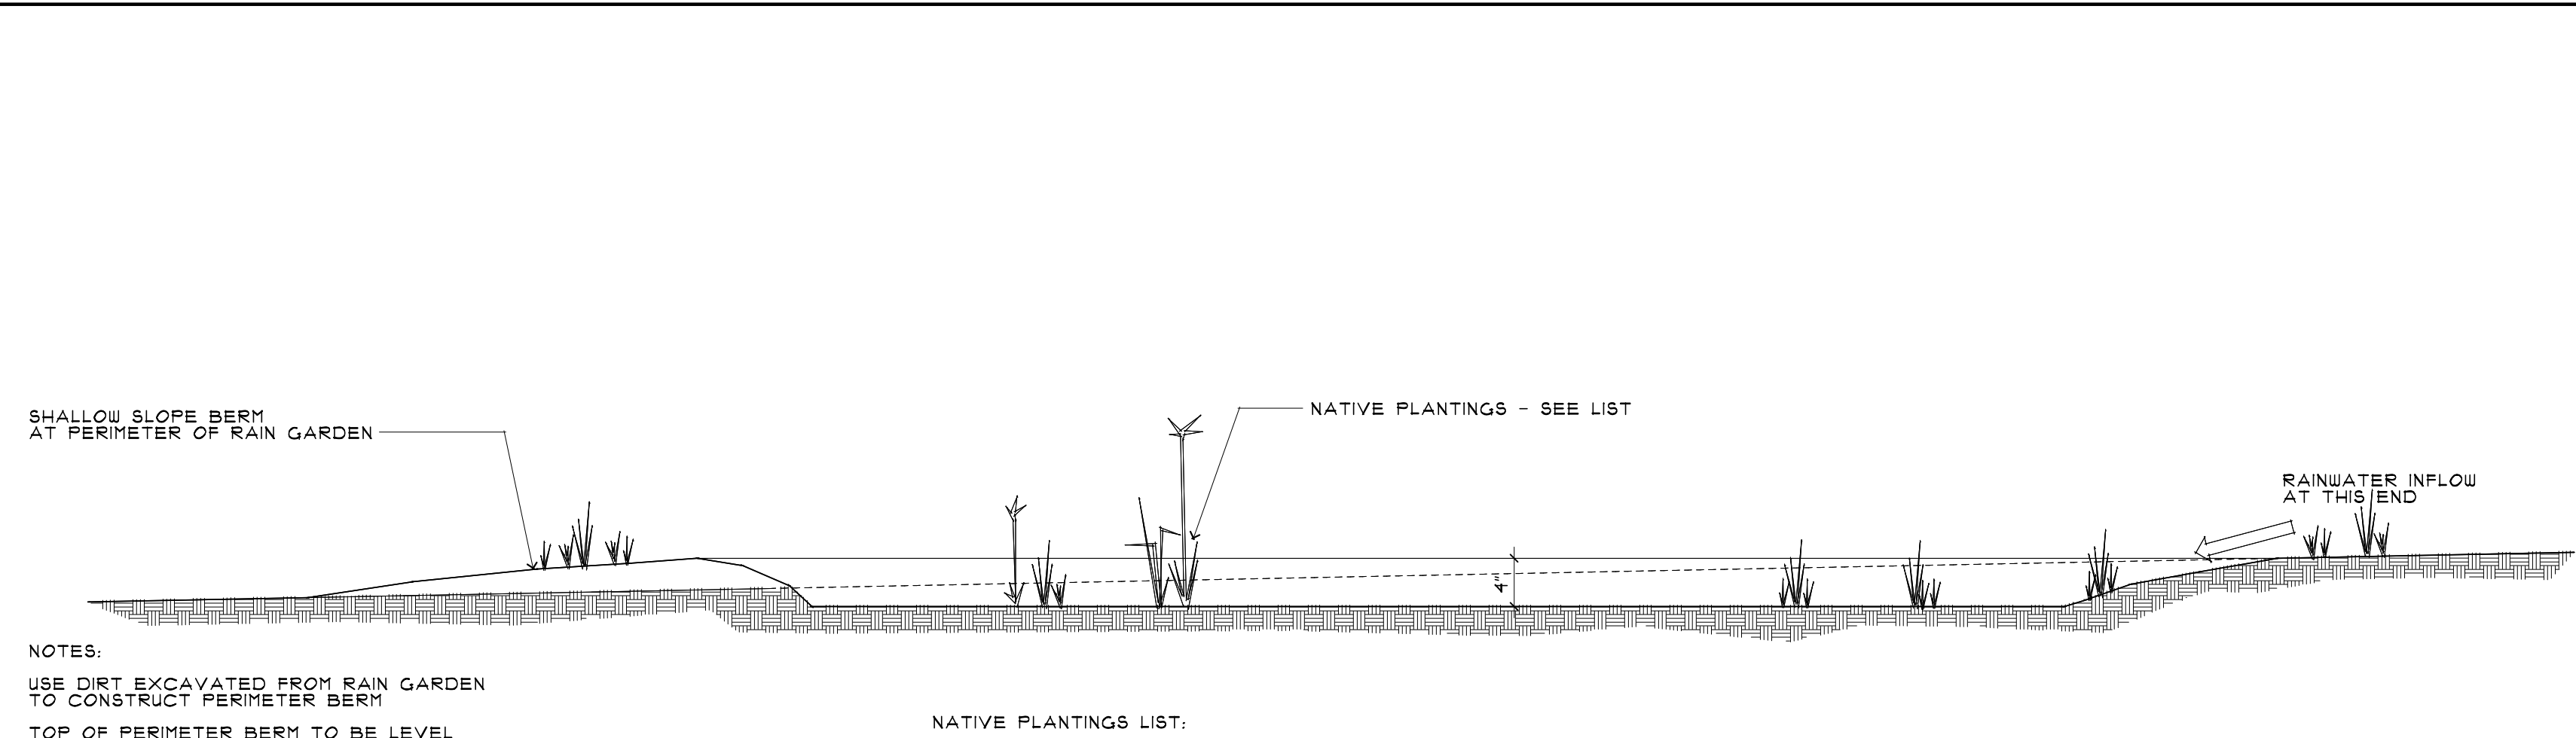 SHALLOW SLOPE BERM
AT PERIMETER OF RAIN GARDEN
NATIVE PLANTINGS - SEE LIST
RAINWATER INFLOW
AT THIS END
4"
NOTES:
USE DIRT EXCAVATED FROM RAIN GARDEN
TO CONSTRUCT PERIMETER BERM
TOP OF PERIMETER BERM TO BE LEVEL
NATIVE PLANTINGS LIST: